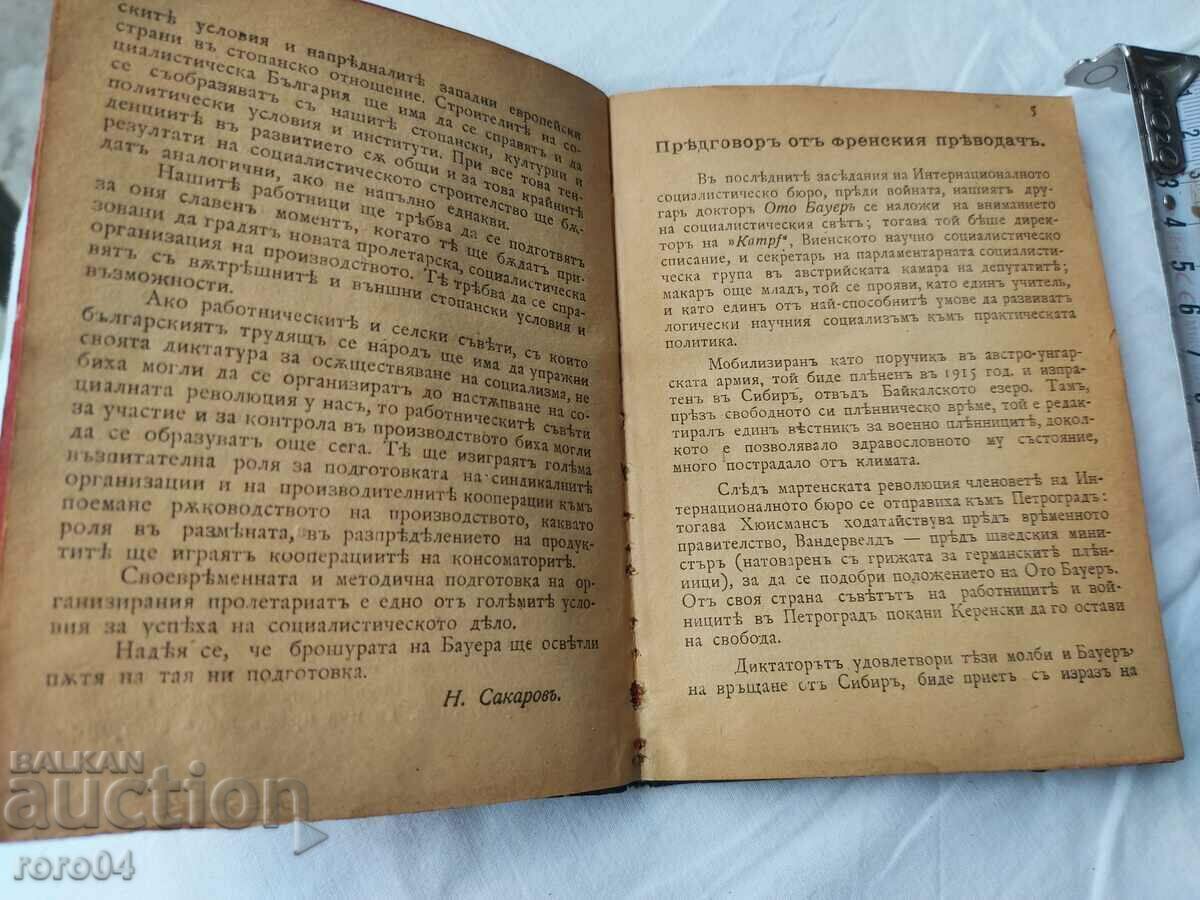 скитѣ условия и напрѣдналитѣ западни европейски
страни въ стопанско отношение. Строителитѣ на со-
циалистическа България ще има да се справятъ и да
се съобразяватъ съ нашитѣ стопански, културни и
политически условия и институти. При все това тен-
денциитѣ въ развитието сѫ общи и за това крайнитѣ
резултати на социалистическото строителство ще бѫ-
датъ аналогични, ако не напълно еднакви.
Нашитѣ работници ще трѣбва да се подготвятъ
за оня славенъ моментъ, когато тѣ ще бѫдатъ при-
зовани да градятъ новата пролетарска, социалистическа
организация на производството. Тѣ трѣбва да се спра-
вятъ съ вѫтрѣшнитѣ и външни стопански условия и
възможности.
Ако работническитѣ и селски съвѣти, съ които
българскиятъ трудящъ се народъ ще има да упражни
своята диктатура за осѫществяване на социализма, не
биха могли да се организиратъ до настѫпване на со-
циалната революция у насъ, то работническитѣ съвѣти
за участие и за контрола въ производството биха могли
да се образуватъ още сега. Тѣ ще изиграятъ голѣма
възпитателна роля за подготовката на синдикалнитѣ
организации и на производителнитѣ кооперации къмъ
поемане рѫководството на производството, каквато
роля въ размѣната, въ разпрѣдѣлението на продук-
титѣ ще играятъ кооперациитѣ на консоматоритѣ.
Своеврѣменната и методична подготовка на ор-
ганизирания пролетариатъ е едно отъ голѣмитѣ усло-
вия за успѣха на социалистическото дѣло.
Надѣя се, че брошурата на Бауера ще освѣтли
пѫтя на тая ни подготовка.
Н. Сакаровъ.
5
Прѣдговоръ отъ френския прѣводачъ.
Въ послѣднитѣ засѣдания на Интернационалното
социалистическо бюро, прѣди войната, нашиятъ дру-
гарь докторъ Ото Бауеръ се наложи на вниманието
на социалистическия свѣтъ; тогава той бѣше дирек-
торъ на »Kampf“, Виенското научно социалистическо
списание, и секретарь на парламентарната социалисти-
ческа група въ австрийската камара на депутатитѣ;
макаръ още младъ, той се прояви, като единъ учитель,
и като единъ отъ най-способнитѣ умове да развиватъ
логически научния социализъмъ къмъ практическата
политика.
Мобилизиранъ като поручикъ въ австро-унгар-
ската армия, той биде плѣненъ въ 1915 год. и изпра-
тенъ въ Сибиръ, отвѣдъ Байкалското езеро. Тамъ,
прѣзъ свободното си плѣнническо врѣме, той е редак-
тиралъ единъ вѣстникъ за военно плѣнницитѣ, докол-
кото е позволявало здравословното му състояние,
много пострадало отъ климата.
Слѣдъ мартенската революция членоветѣ на Ин-
тернационалното бюро се отправиха къмъ Петроградъ:
тогава Хюисмансъ ходатайствува прѣдъ врѣменното
правителство, Вандервелдъ — прѣдъ шведския мини-
стъръ (натоваренъ съ грижата за германскитѣ плѣн-
ници), за да се подобри положението на Ото Бауеръ.
Отъ своя страна съвѣтътъ на работницитѣ и вой-
ницитѣ въ Петроградъ покани Керенски да го остави
на свобода.
Диктаторътъ удовлетвори тѣзи молби и Бауеръ,
на връщане отъ Сибиръ, биде приетъ съ изразъ на
BALKAN
auction
roro04